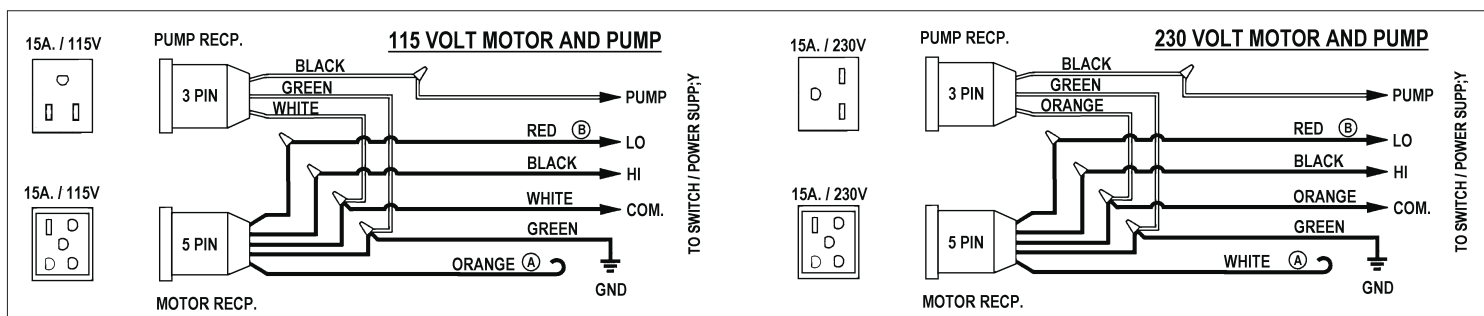 115 VOLT MOTOR AND PUMP
15A. / 115V
PUMP RECP.
3 PIN
BLACK
GREEN
WHITE
PUMP
RED B
LO
BLACK
HI
15A. / 115V
WHITE
COM.
5 PIN
GREEN
ORANGE A
GND
MOTOR RECP.
TO SWITCH / POWER SUPP;Y
230 VOLT MOTOR AND PUMP
15A. / 230V
PUMP RECP.
3 PIN
BLACK
GREEN
ORANGE
PUMP
RED B
LO
BLACK
HI
15A. / 230V
ORANGE
COM.
5 PIN
GREEN
WHITE A
GND
MOTOR RECP.
TO SWITCH / POWER SUPP;Y